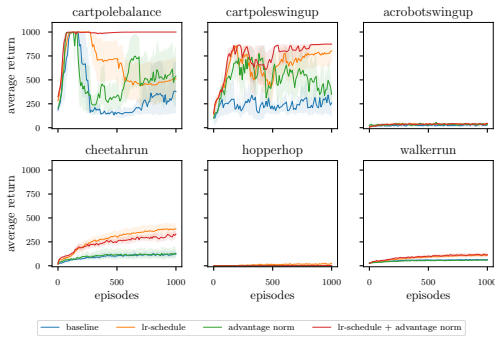 cartpolebalance cartpoleswingup acrobotswingup
1000
750
500
250
0
average return
cheetahrun hopperhop walkerrun
1000
750
500
250
0
average return
0 500 1000 0 500 1000 0 500 1000
episodes episodes episodes
baseline lr-schedule advantage norm lr-schedule + advantage norm